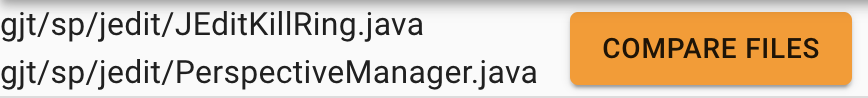 gjt/sp/jedit/JEditKillRing.java
gjt/sp/jedit/PerspectiveManager.java
COMPARE FILES